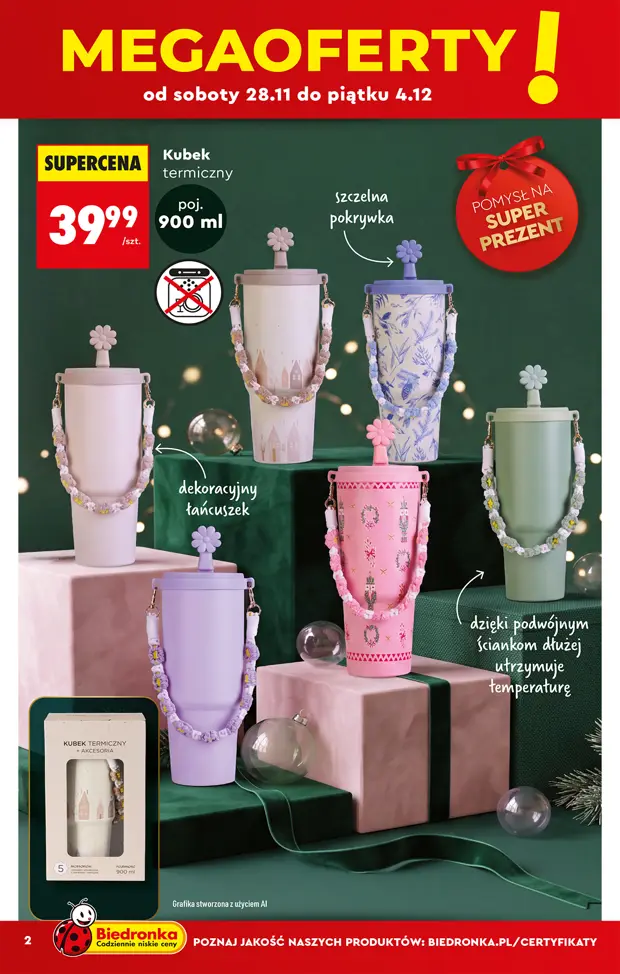 MEGAOFERTY!
od soboty 28.11 do piątku 4.12
SUPERCENA
39 99
/szt.
Kubek
termiczny
poj.
900 ml
szczelna
pokrywka
POMYSŁ NA
SUPER
PREZENT
dekoracyjny
łańcuszek
dzięki podwójnym
ściankom dłużej
utrzymuje
temperaturę
KUBEK TERMICZNY
+ AKCESORIA
5
900 ml
Grafika stworzona z użyciem AI
2
Biedronka
Codziennie niskie ceny
POZNAJ JAKOŚĆ NASZYCH PRODUKTÓW: BIEDRONKA.PL/CERTYFIKATY